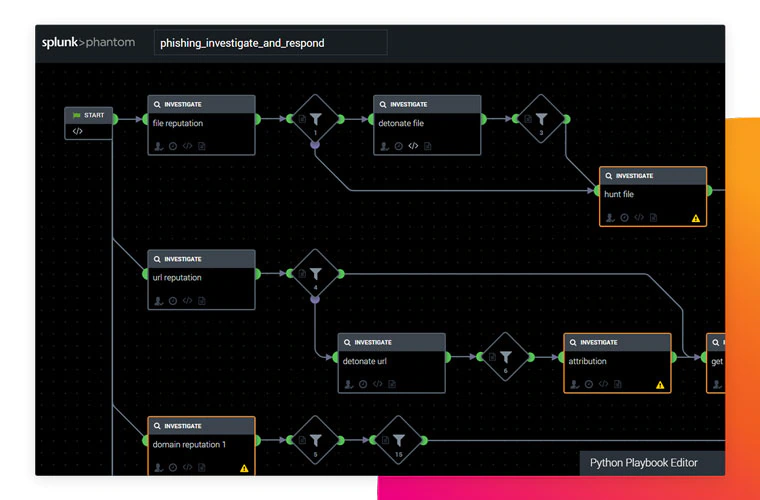 splunk>phantom
phishing_investigate_and_respond
START
</>
INVESTIGATE
file reputation
1
INVESTIGATE
detonate file
3
INVESTIGATE
hunt file
INVESTIGATE
url reputation
4
INVESTIGATE
detonate url
6
INVESTIGATE
attribution
get
INVESTIGATE
domain reputation 1
5
15
Python Playbook Editor